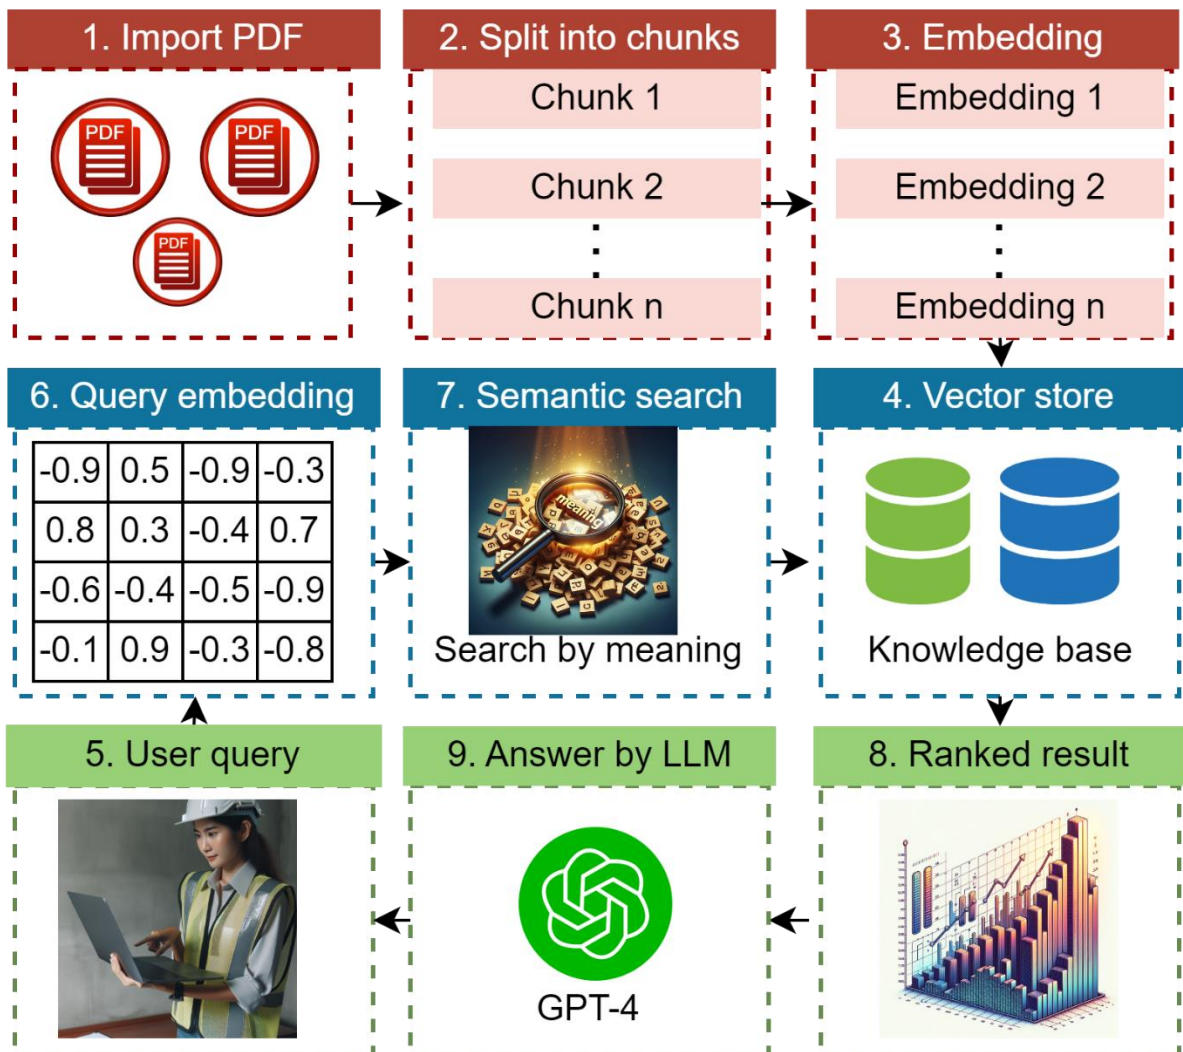 1. Import PDF
2. Split into chunks
3. Embedding
PDF
PDF
PDF
Chunk 1
Chunk 2
Chunk n
Embedding 1
Embedding 2
Embedding n
6. Query embedding
7. Semantic search
4. Vector store
-0.9 0.5 -0.9 -0.3
0.8 0.3 -0.4 0.7
-0.6 -0.4 -0.5 -0.9
-0.1 0.9 -0.3 -0.8
Search by meaning
Knowledge base
5. User query
9. Answer by LLM
8. Ranked result
GPT-4